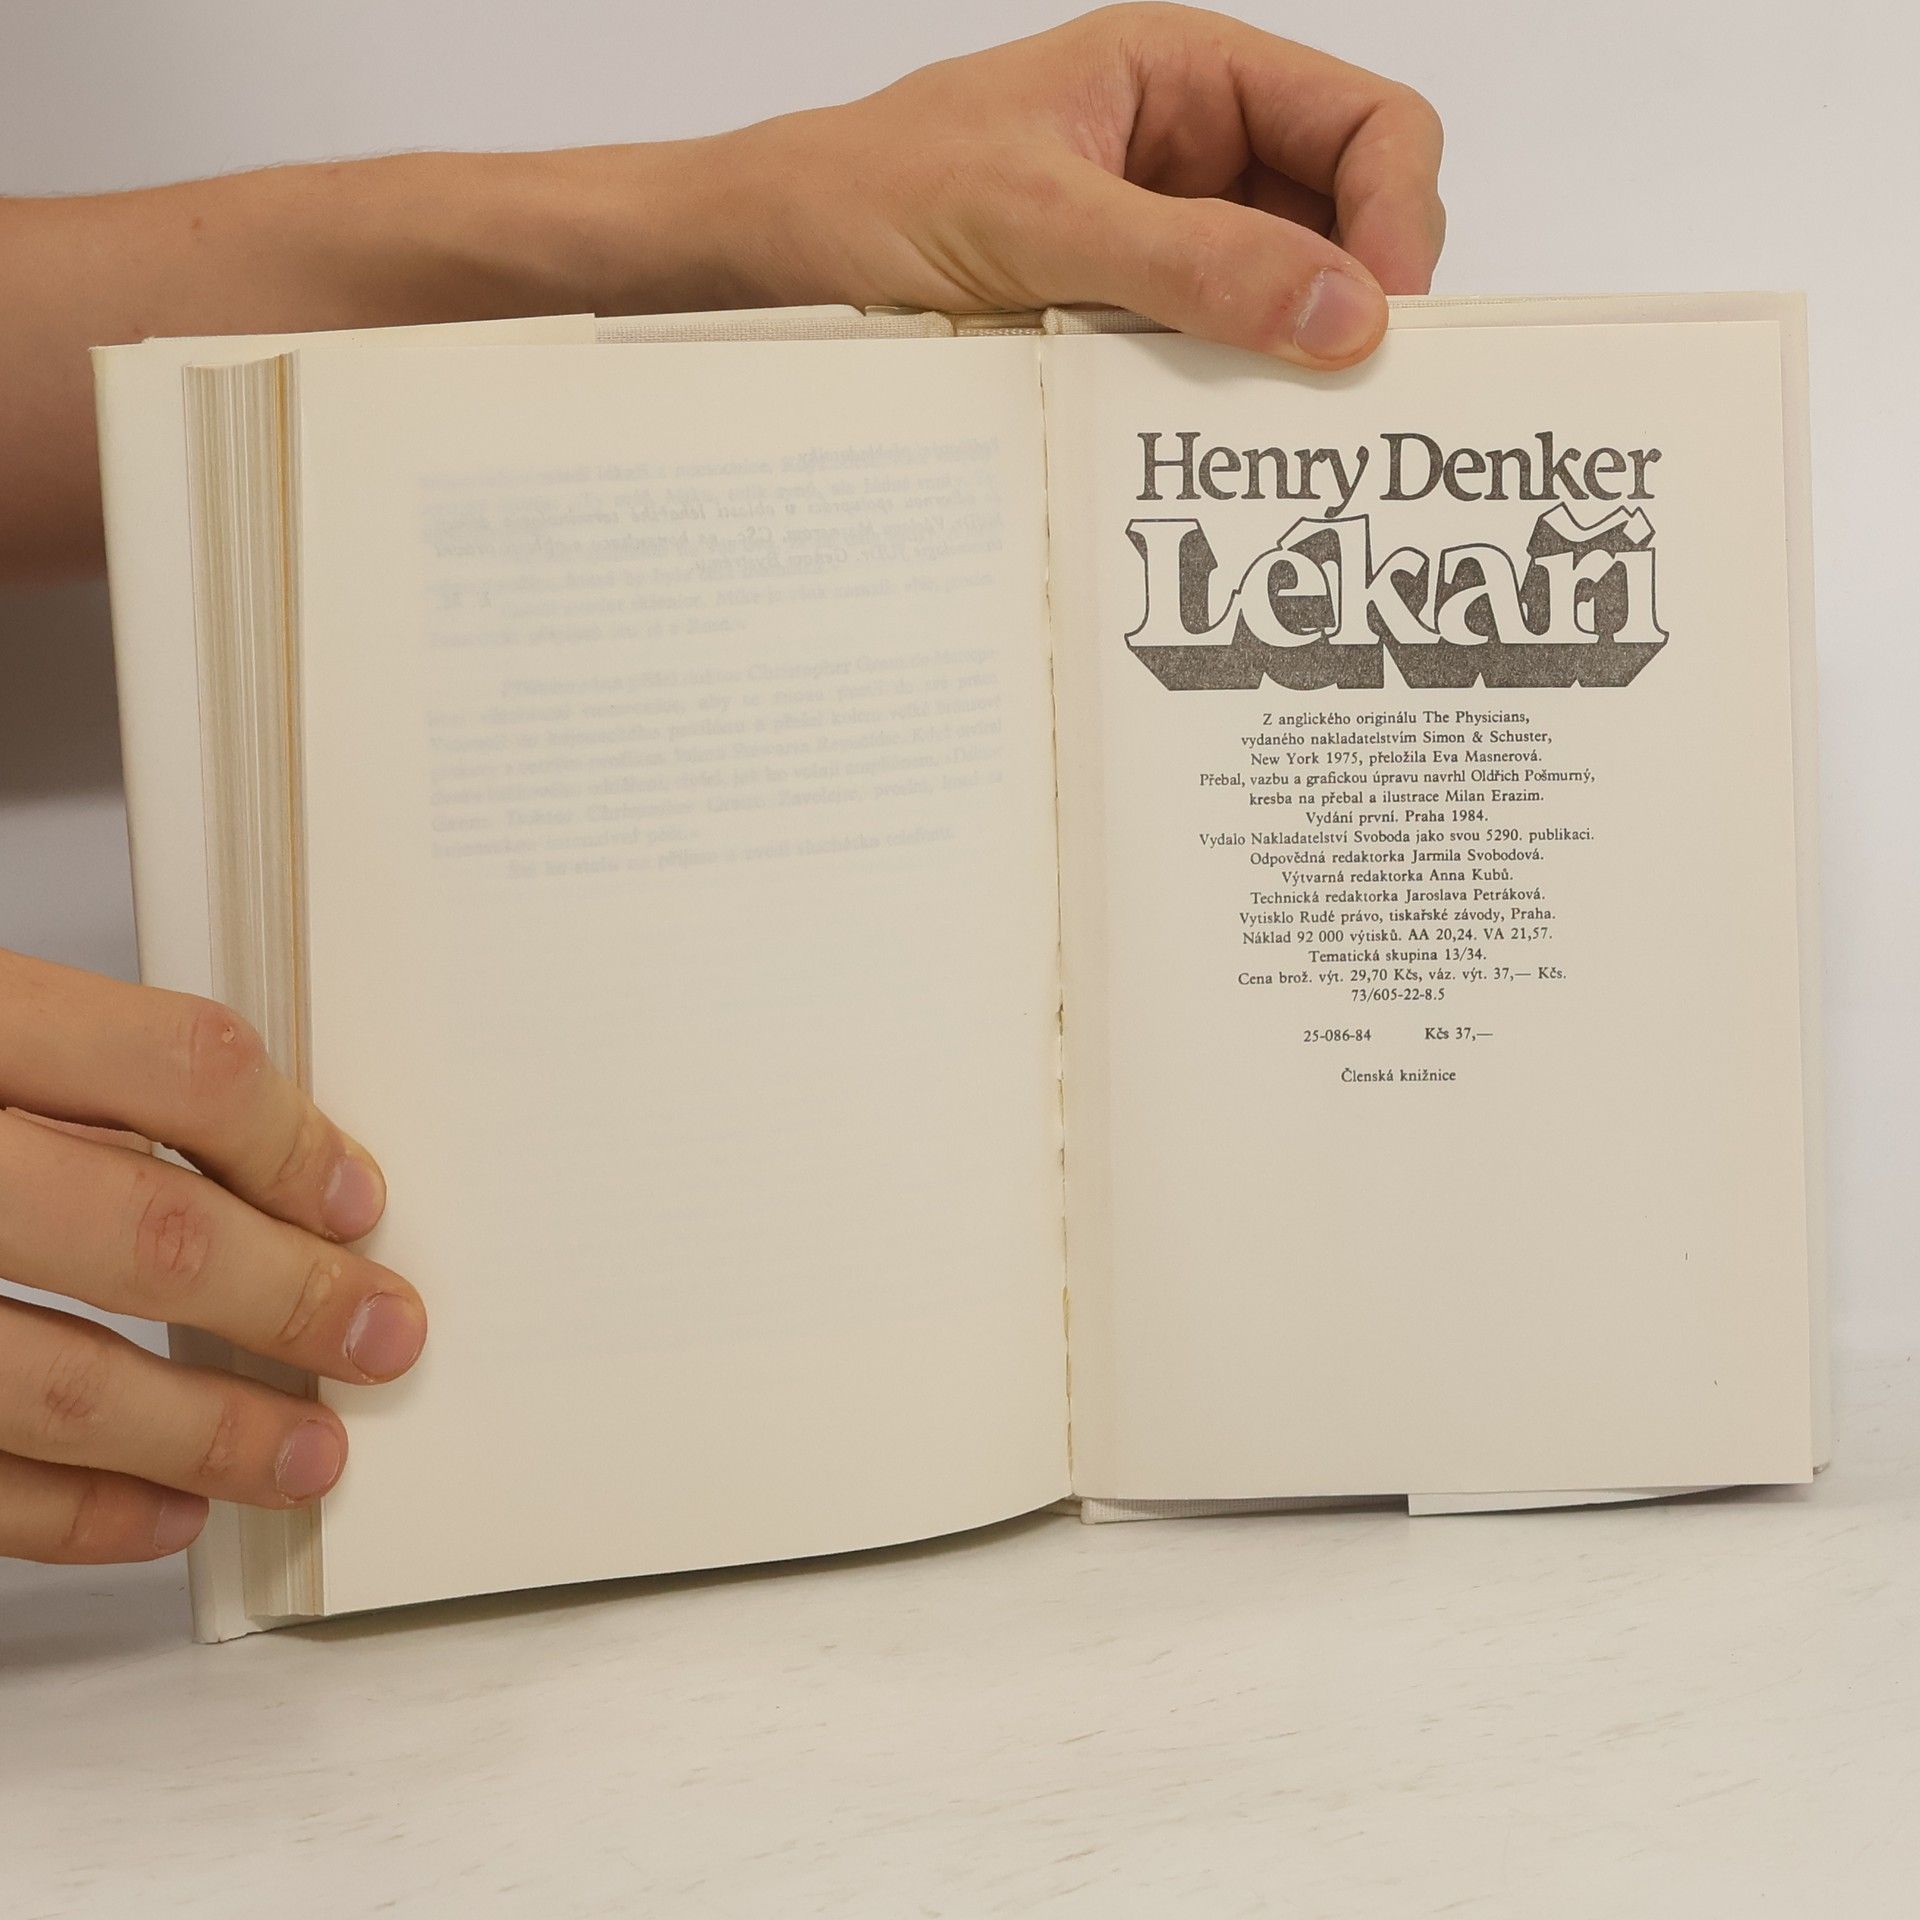 Henry Denker
Lékaři
Z anglického originálu The Physicians,
vydaného nakladatelstvím Simon & Schuster,
New York 1975, přeložila Eva Masnerová.
Přebal, vazbu a grafickou úpravu navrhl Oldřich Pošmurný,
kresba na přebal a ilustrace Milan Erazim.
Vydání první. Praha 1984.
Vydalo Nakladatelství Svoboda jako svou 5290. publikaci.
Odpovědná redaktorka Jarmila Svobodová.
Výtvarná redaktorka Anna Kubů.
Technická redaktorka Jaroslava Petráková.
Vytisklo Rudé právo, tiskařské závody, Praha.
Náklad 92 000 výtisků. AA 20,24. VA 21,57.
Tematická skupina 13/34.
Cena brož. výt. 29,70 Kčs, váz. výt. 37,— Kčs.
73/605-22-8.5
25-086-84 Kčs 37,—
Členská knižnice